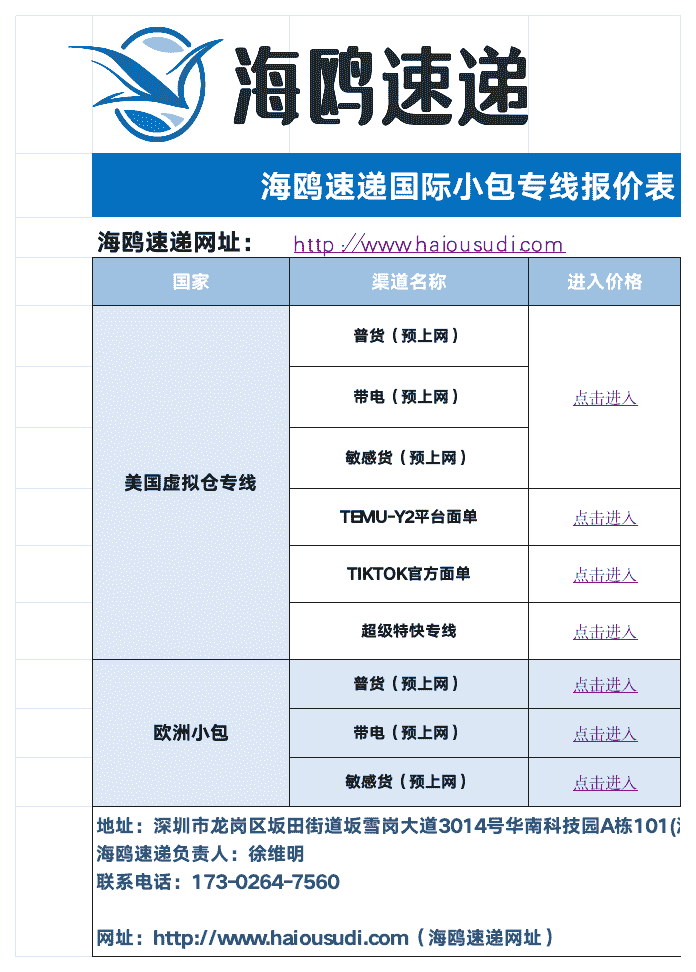 海鸥速递
海鸥速递国际小包专线报价表
海鸥速递网址： http://www.haiousudi.com
国家 渠道名称 进入价格
普货（预上网）
带电（预上网） 点击进入
敏感货（预上网）
美国虚拟仓专线
TEMU-Y2平台面单 点击进入
TIKTOK官方面单 点击进入
超级特快专线 点击进入
普货（预上网） 点击进入
欧洲小包 带电（预上网） 点击进入
敏感货（预上网） 点击进入
地址：深圳市龙岗区坂田街道坂雪岗大道3014号华南科技园A栋101(
海鸥速递负责人：徐维明
联系电话：173-0264-7560
网址：http://www.haiousudi.com（海鸥速递网址）